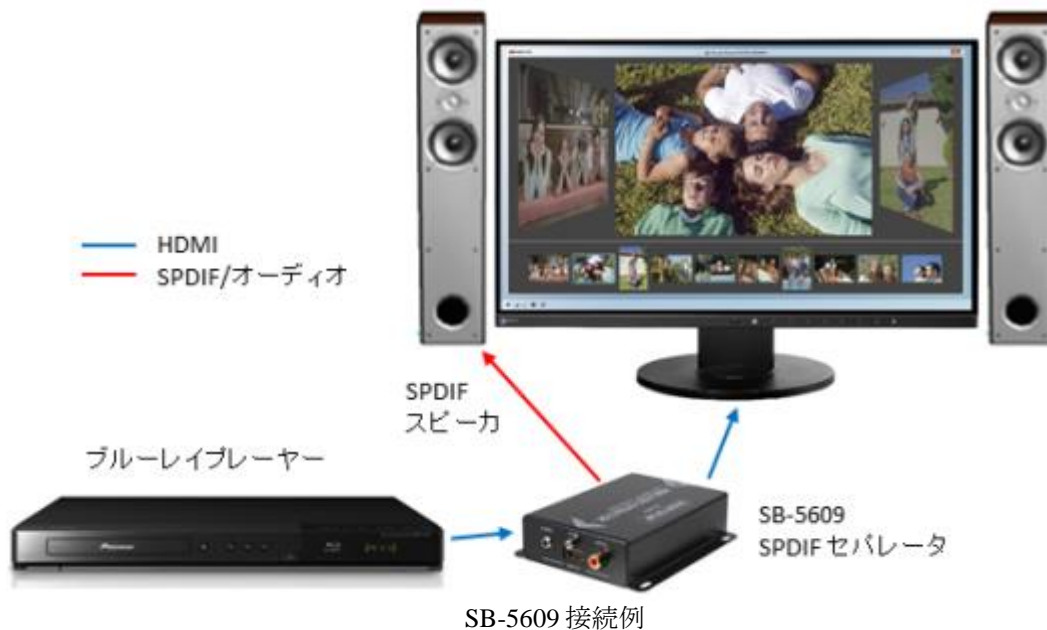 HDMI
SPDIF/オーディオ
SPDIF
スピーカ
ブルーレイプレーヤー
Pioneer
SB-5609
SPDIFセパレータ
SB-5609 接続例